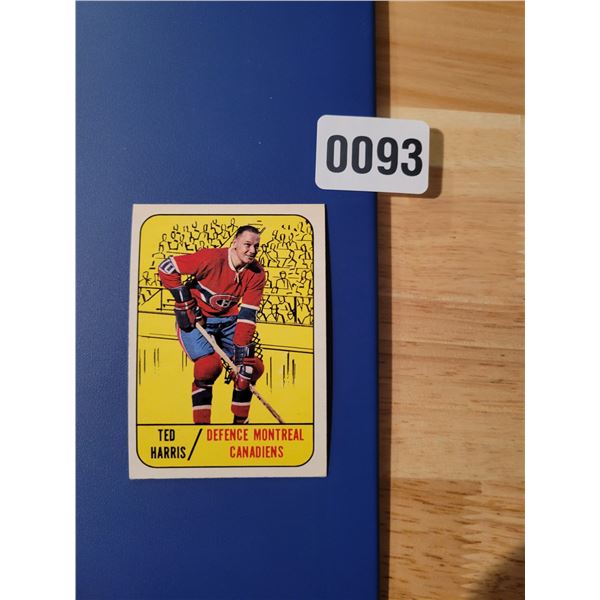 0093
TED
HARRIS
DEFENCE MONTREAL
CANADIENS